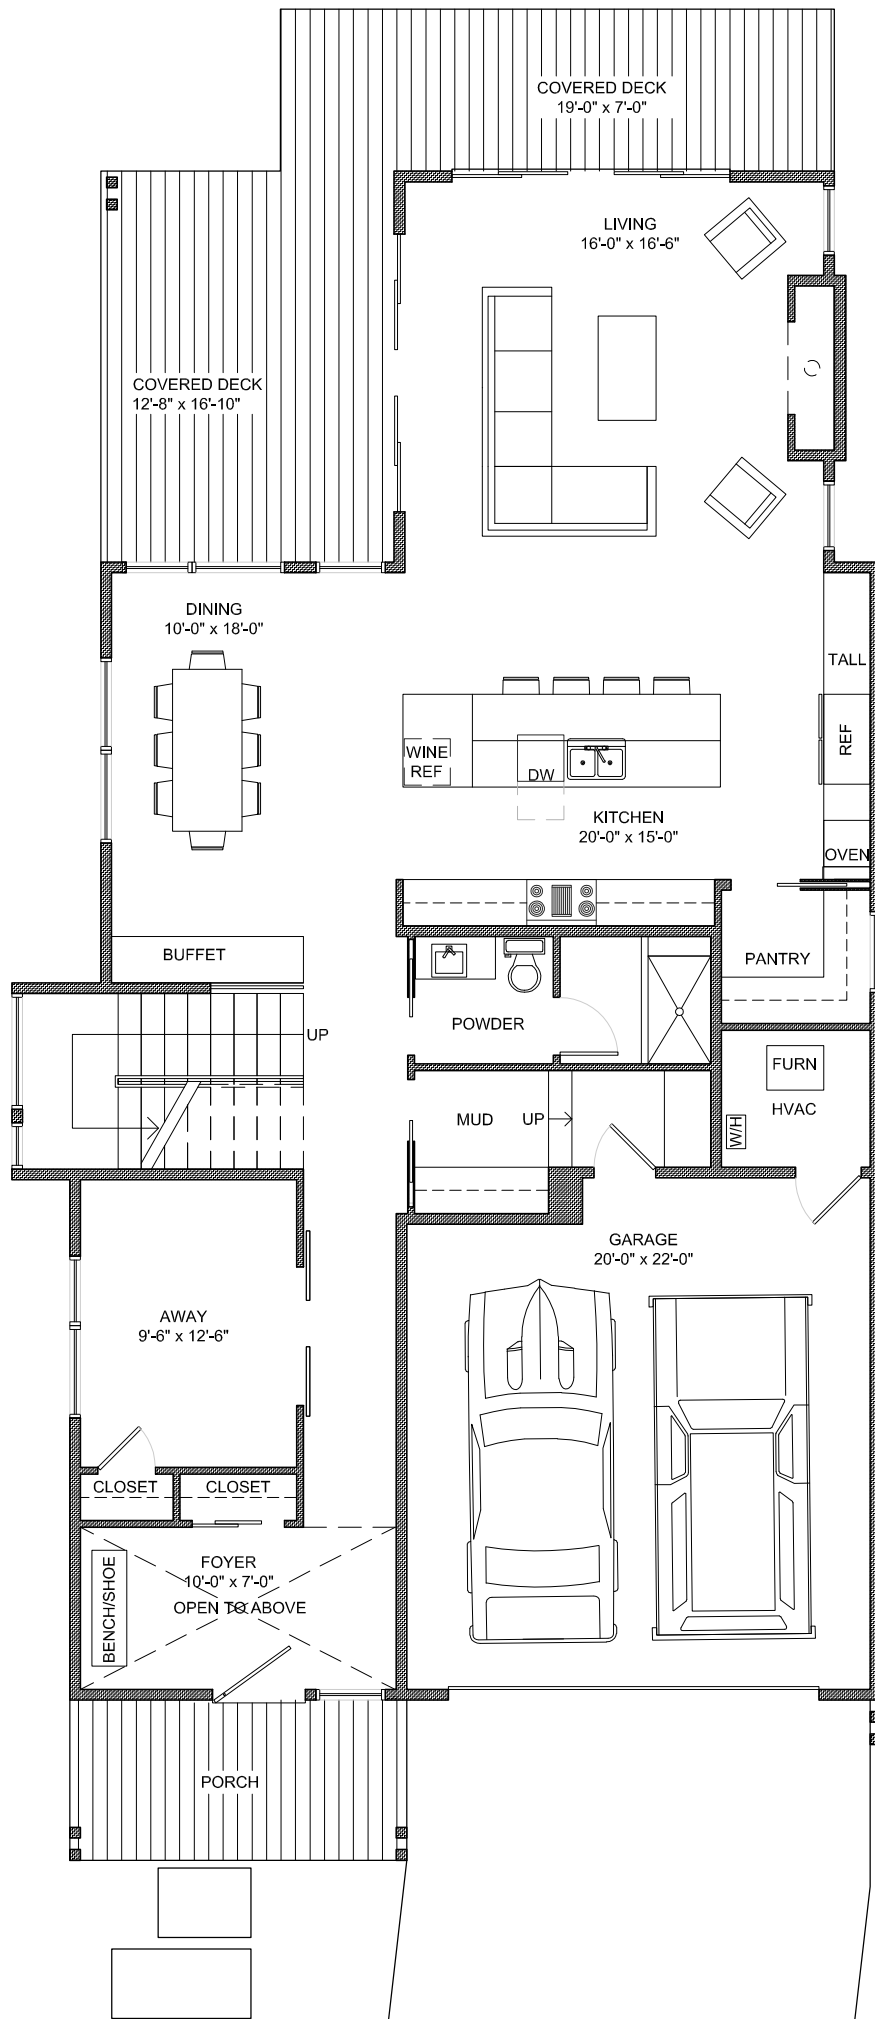 COVERED DECK
19'-0" x 7'-0"
LIVING
16'-0" x 16'-6"
COVERED DECK
12'-8" x 16'-10"
DINING
10'-0" x 18'-0"
TALL
REF
WINE
REF
DW
KITCHEN
20'-0" x 15'-0"
OVEN
BUFFET
PANTRY
POWDER
UP
FURN
HVAC
W/H
MUD
UP
GARAGE
20'-0" x 22'-0"
AWAY
9'-6" x 12'-6"
CLOSET
CLOSET
FOYER
10'-0" x 7'-0"
OPEN TO ABOVE
BENCH/SHOE
PORCH